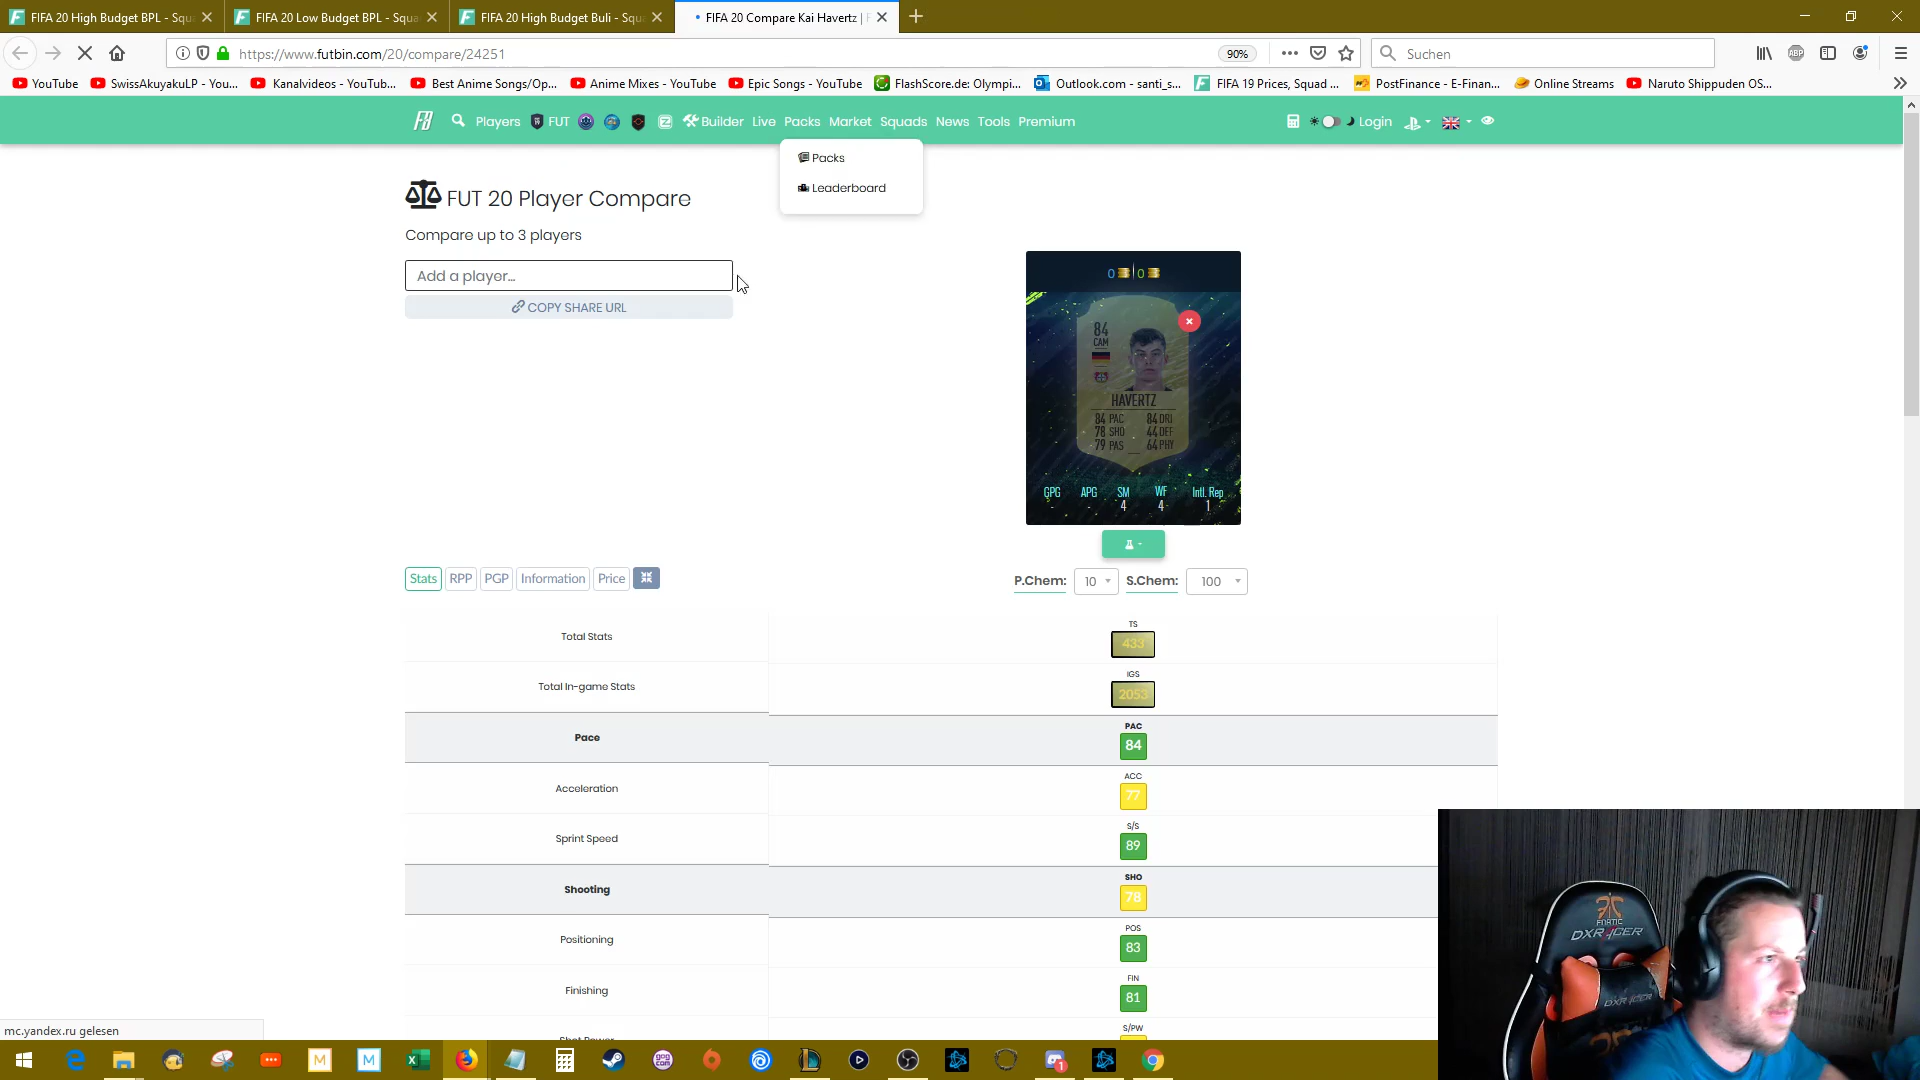 FIFA 20 High Budget BPL - Squ
FIFA 20 Low Budget BPL - Squa
FIFA 20 High Budget Buli - Squa
FIFA 20 Compare Kai Havertz | F
https://www.futbin.com/20/compare/24251
90%
Suchen
YouTube
SwissAkuyakuLP - You...
Kanalvideos - YouTub...
Best Anime Songs/Op...
Anime Mixes - YouTube
Epic Songs - YouTube
FlashScore.de: Olympi...
Outlook.com - santi_s...
FIFA 19 Prices, Squad ...
PostFinance - E-Finan...
Online Streams
Naruto Shippuden OS...
Players FUT Builder Live Packs Market Squads News Tools Premium Login
Packs
Leaderboard
FUT 20 Player Compare
Compare up to 3 players
Add a player...
COPY SHARE URL
0 0
84
CAM
HAVERTZ
84 PAC 84 DRI
78 SHO 44 DEF
79 PAS 64 PHY
GPG APG SM WF Intl. Rep
- - 4 4 1
Stats RPP PGP Information Price
P.Chem: 10 S.Chem: 100
Total Stats
TS
433
Total In-game Stats
IGS
2053
Pace
PAC
84
Acceleration
ACC
77
Sprint Speed
S/S
89
Shooting
SHO
78
Positioning
POS
83
Finishing
FIN
81
Shot Power
S/PW
mc.yandex.ru gelesen
FNATIC
DXRACER
DXRACER